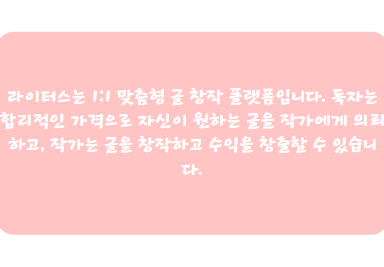 라이터스는 1:1 맞춤형 글 창작 플랫폼입니다. 독자는
합리적인 가격으로 자신이 원하는 글을 작가에게 의뢰
하고, 작가는 글을 창작하고 수익을 창출할 수 있습니
다.